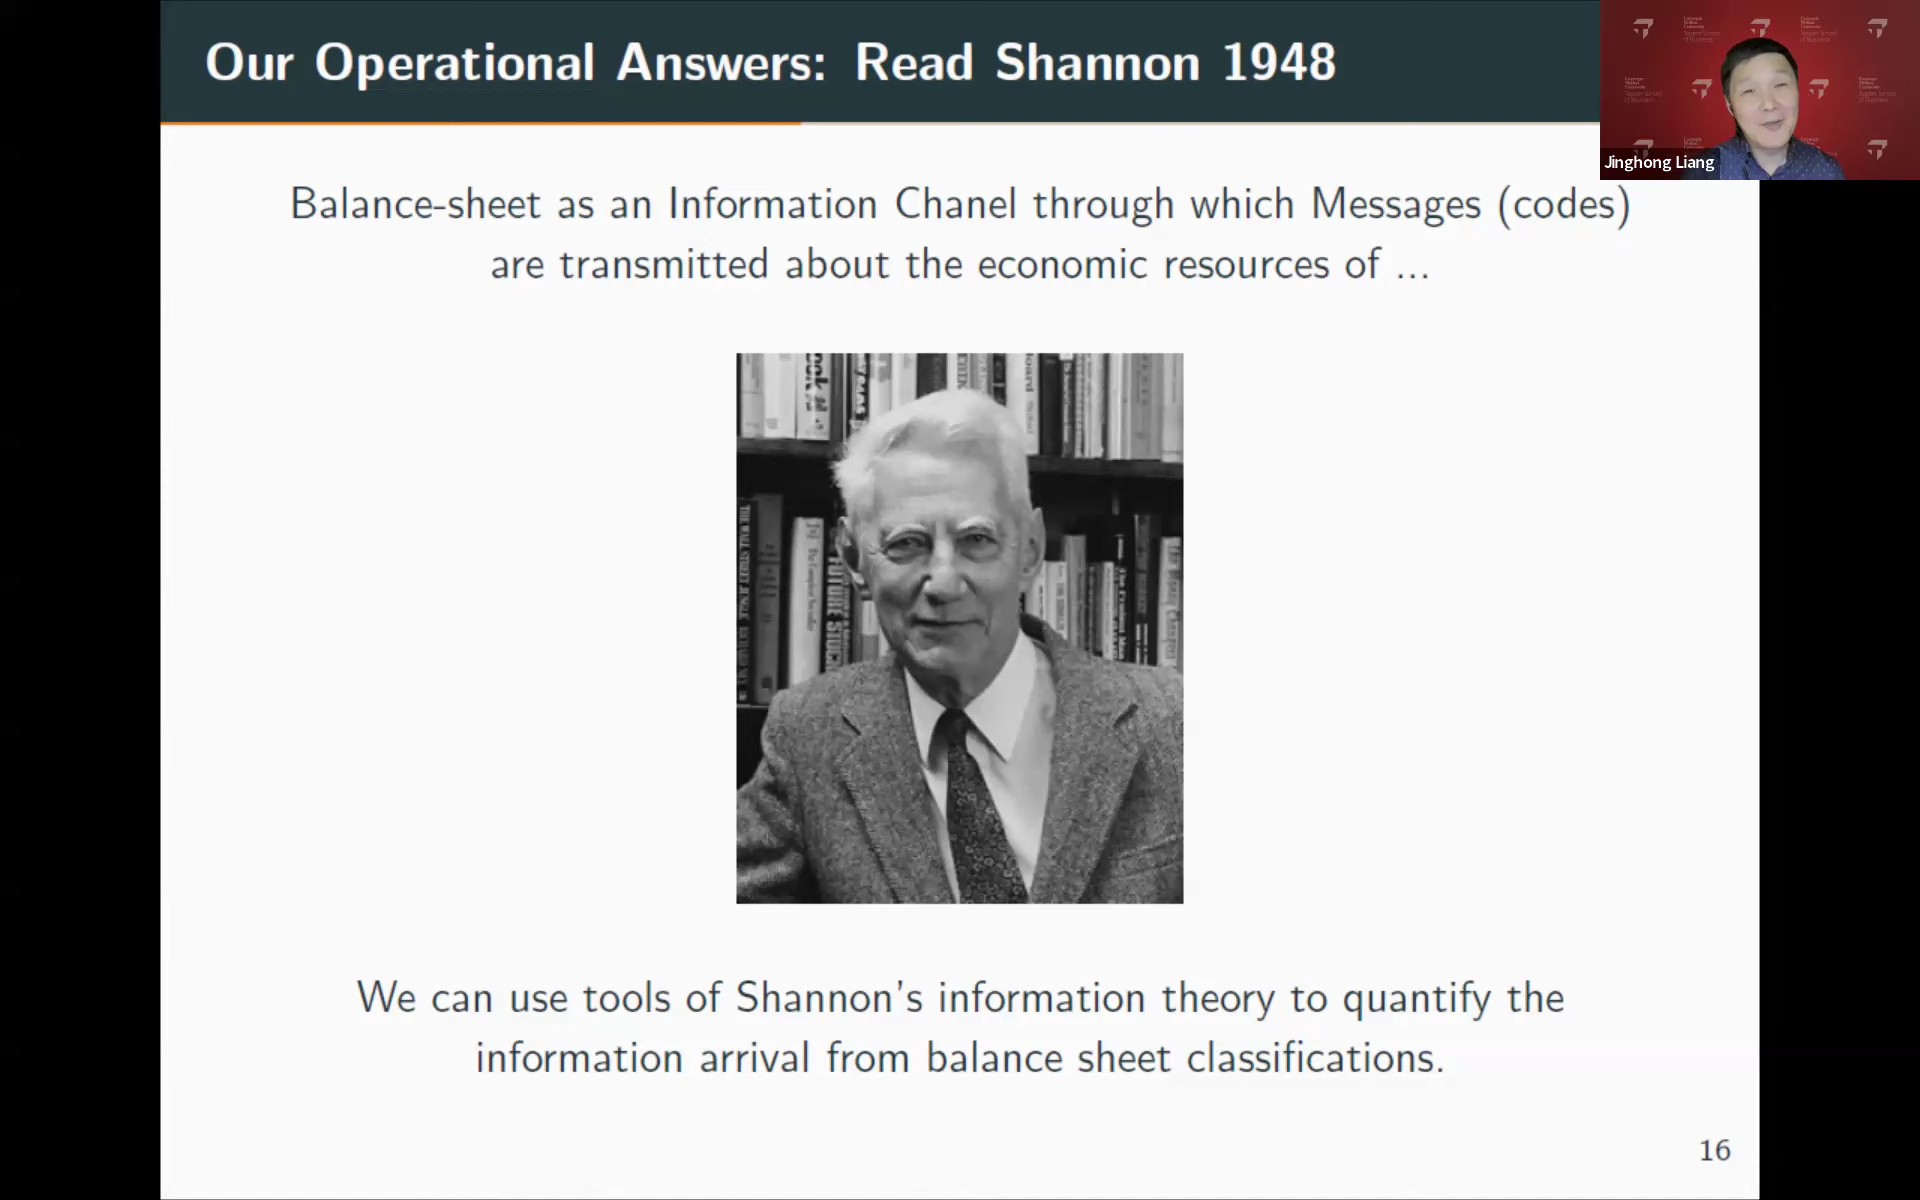 Our Operational Answers: Read Shannon 1948
Jinghong Liang
Balance-sheet as an Information Chanel through which Messages (codes)
are transmitted about the economic resources of ...
We can use tools of Shannon's information theory to quantify the
information arrival from balance sheet classifications.
16